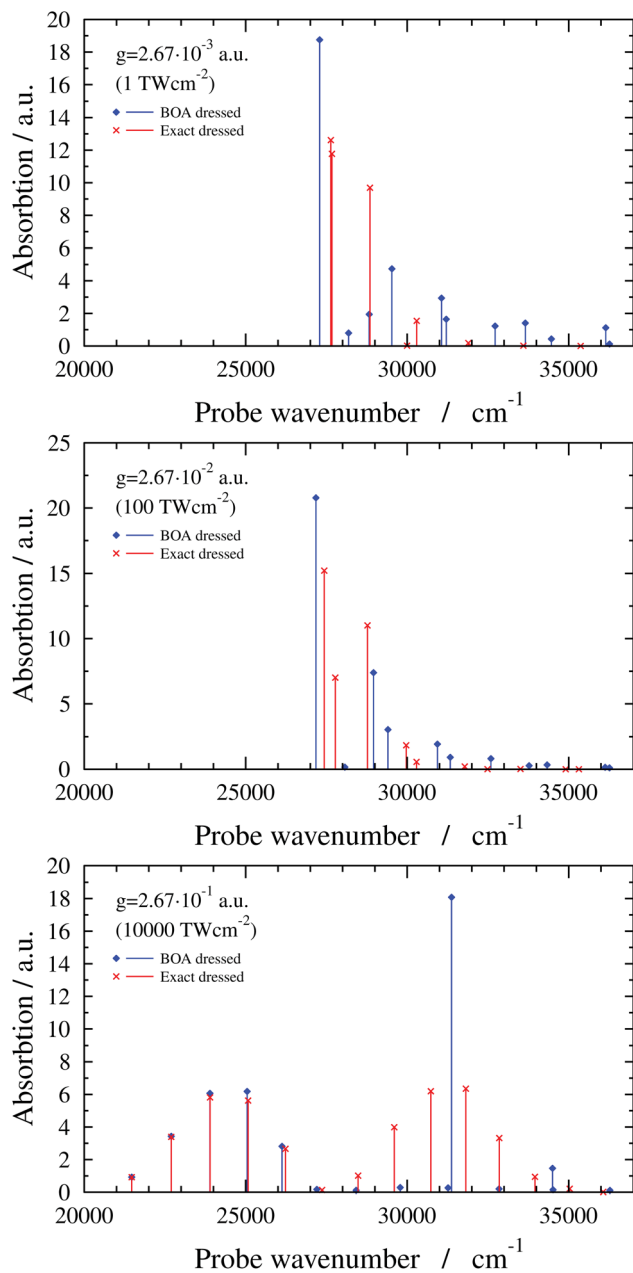 20
18
16
14
12
10
8
6
4
2
0
Absorbtion / a.u.
g=2.67·10⁻³ a.u.
(1 TWcm⁻²)
BOA dressed
Exact dressed
20000 25000 30000 35000
Probe wavenumber / cm⁻¹
25
20
15
10
5
0
Absorbtion / a.u.
g=2.67·10⁻² a.u.
(100 TWcm⁻²)
BOA dressed
Exact dressed
20000 25000 30000 35000
Probe wavenumber / cm⁻¹
20
18
16
14
12
10
8
6
4
2
0
Absorbtion / a.u.
g=2.67·10⁻¹ a.u.
(10000 TWcm⁻²)
BOA dressed
Exact dressed
20000 25000 30000 35000
Probe wavenumber / cm⁻¹